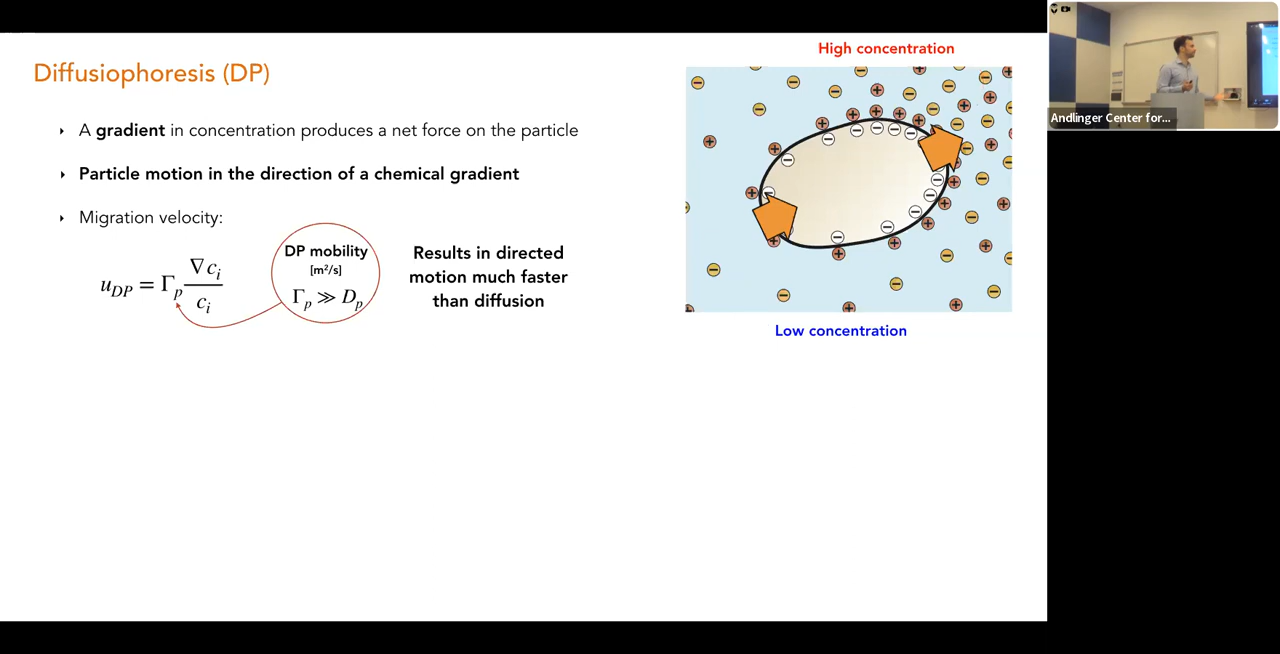 Diffusiophoresis (DP)
‣ A gradient in concentration produces a net force on the particle
‣ Particle motion in the direction of a chemical gradient
‣ Migration velocity:
u_DP = Γ_p ∇c_i / c_i
DP mobility
[m²/s]
Γ_p ≫ D_p
Results in directed
motion much faster
than diffusion
High concentration
Low concentration
Andlinger Center for...